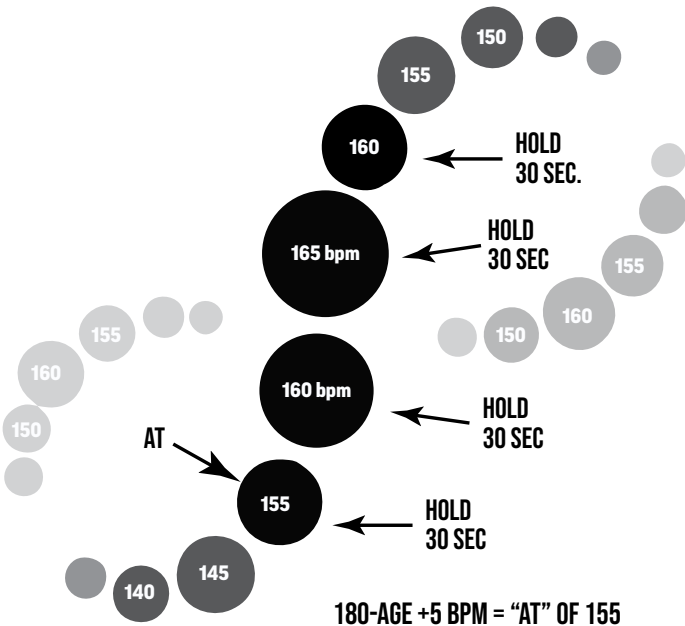 150
155
160
HOLD
30 SEC.
165 bpm
HOLD
30 SEC
155
160
150
155
160
150
160 bpm
HOLD
30 SEC
AT
155
HOLD
30 SEC
145
140
180-AGE +5 BPM = “AT” OF 155